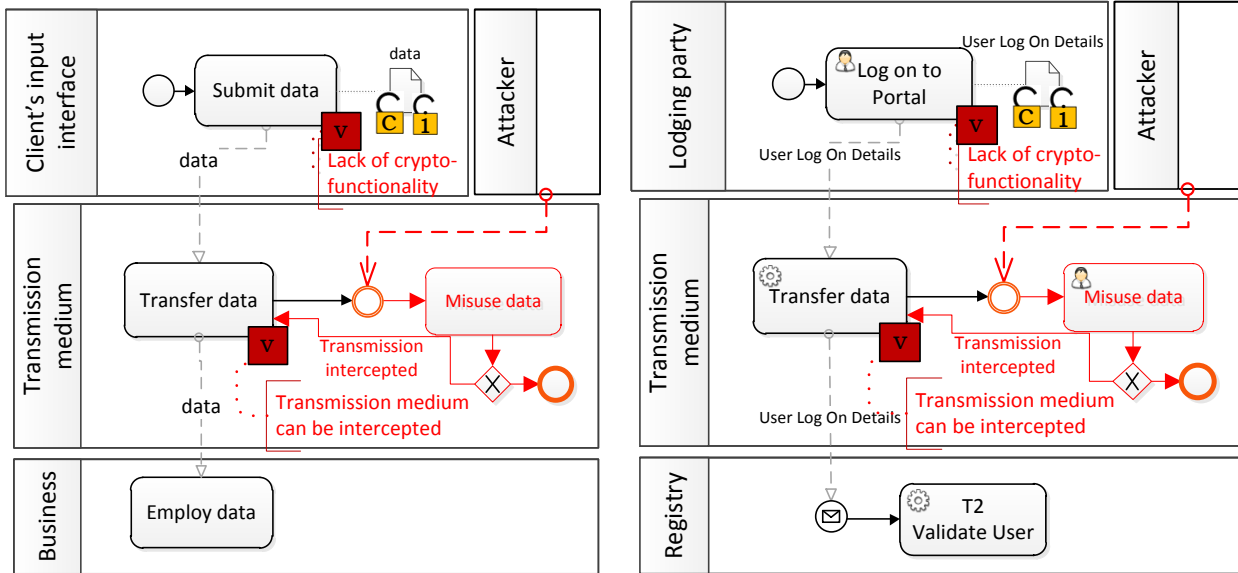 Client's input
interface
Submit data
data
C
i
v
data
Lack of crypto-
functionality
Attacker
Transmission
medium
Transfer data
v
Misuse data
Transmission
intercepted
X
data
Transmission medium
can be intercepted
Business
Employ data
Lodging party
Log on to
Portal
User Log On Details
C
i
v
User Log On Details
Lack of crypto-
functionality
Attacker
Transmission
medium
Transfer data
v
Misuse data
Transmission
intercepted
X
User Log On Details
Transmission medium
can be intercepted
Registry
T2
Validate User